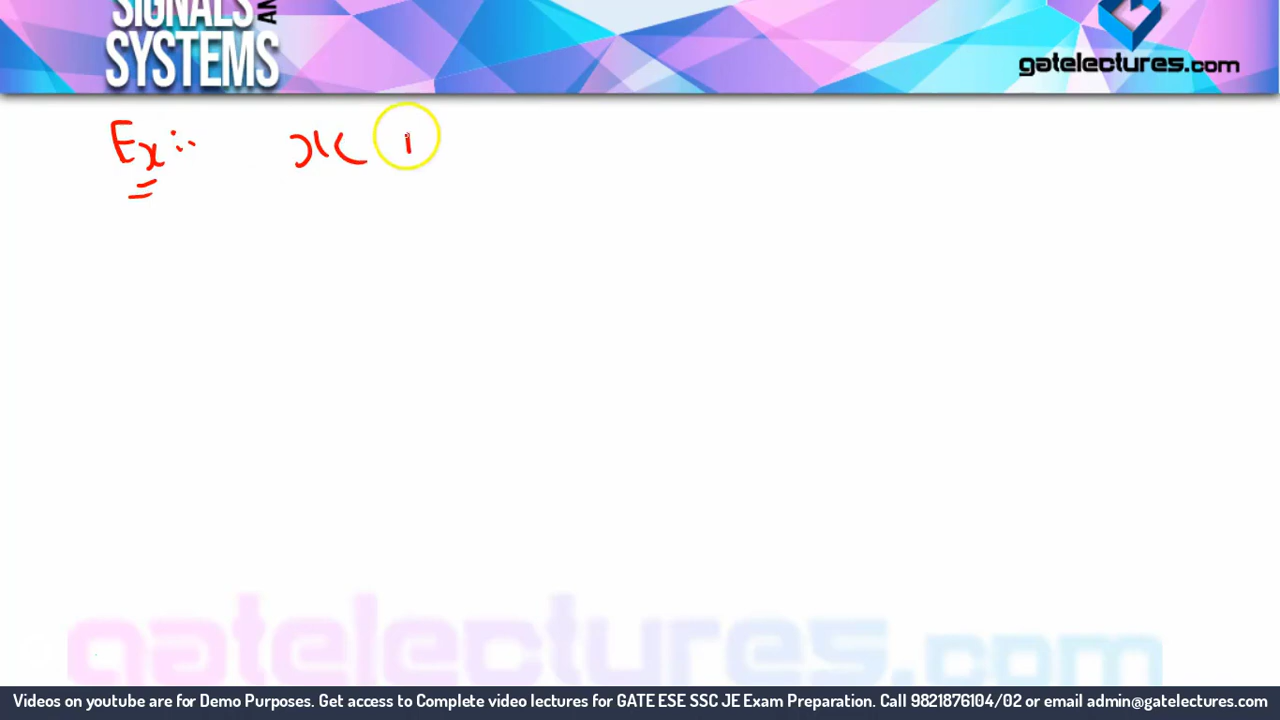 SIGNALS AND
SYSTEMS
gatelectures.com
Ex:- x(
gatelectures.com
Videos on youtube are for Demo Purposes. Get access to Complete video lectures for GATE ESE SSC JE Exam Preparation. Call 9821876104/02 or email admin@gatelectures.com